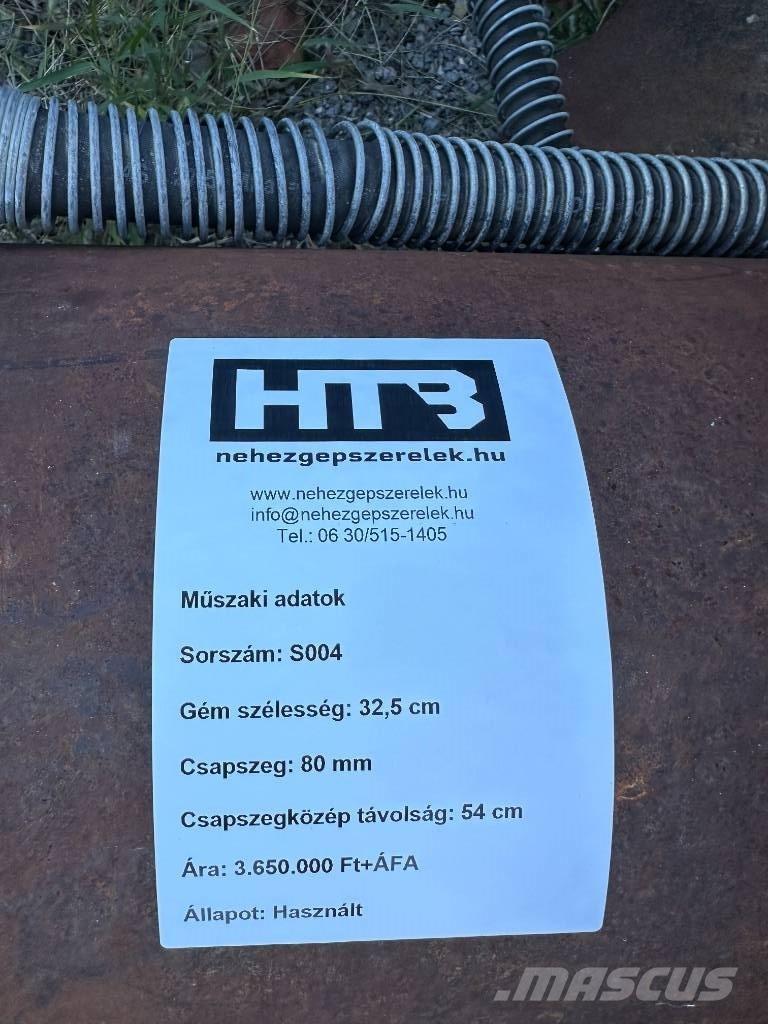 HTB
nehezgepszerelek.hu
www.nehezgepszerelek.hu
info@nehezgepszerelek.hu
Tel.: 06 30/515-1405
Műszaki adatok
Sorszám: S004
Gém szélesség: 32,5 cm
Csapszeg: 80 mm
Csapszegközép távolság: 54 cm
Ára: 3.650.000 Ft+ÁFA
Állapot: Használt
MASCUS